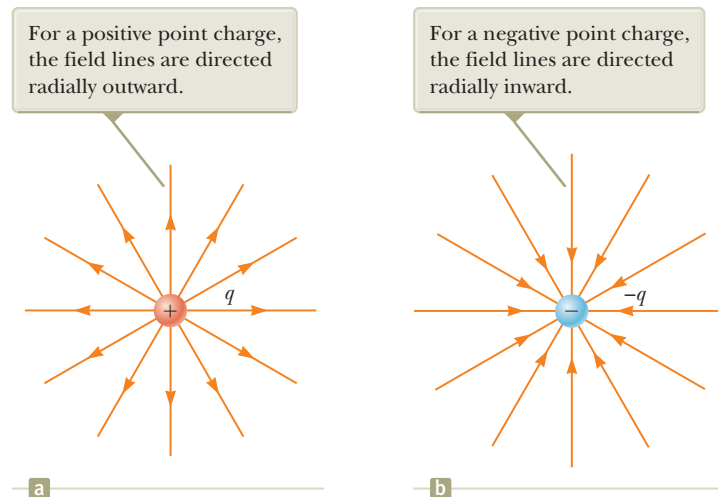 For a positive point charge,
the field lines are directed
radially outward.
+
q
a
For a negative point charge,
the field lines are directed
radially inward.
−
−q
b